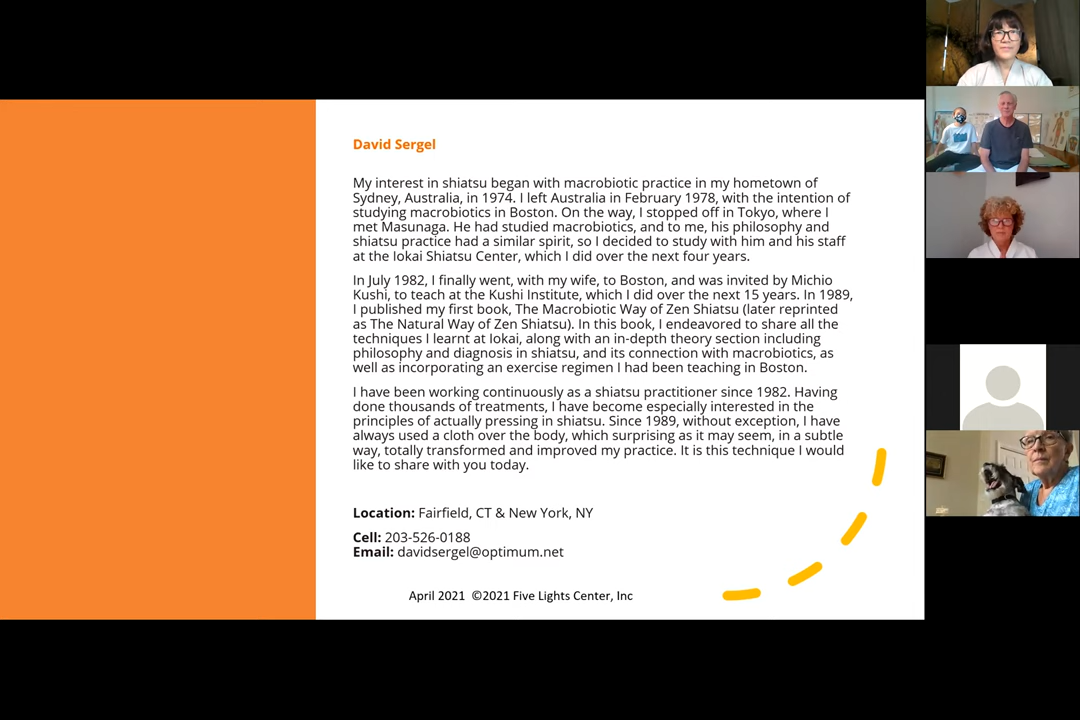 David Sergel
My interest in shiatsu began with macrobiotic practice in my hometown of
Sydney, Australia, in 1974. I left Australia in February 1978, with the intention of
studying macrobiotics in Boston. On the way, I stopped off in Tokyo, where I
met Masunaga. He had studied macrobiotics, and to me, his philosophy and
shiatsu practice had a similar spirit, so I decided to study with him and his staff
at the Iokai Shiatsu Center, which I did over the next four years.
In July 1982, I finally went, with my wife, to Boston, and was invited by Michio
Kushi, to teach at the Kushi Institute, which I did over the next 15 years. In 1989,
I published my first book, The Macrobiotic Way of Zen Shiatsu (later reprinted
as The Natural Way of Zen Shiatsu). In this book, I endeavored to share all the
techniques I learnt at Iokai, along with an in-depth theory section including
philosophy and diagnosis in shiatsu, and its connection with macrobiotics, as
well as incorporating an exercise regimen I had been teaching in Boston.
I have been working continuously as a shiatsu practitioner since 1982. Having
done thousands of treatments, I have become especially interested in the
principles of actually pressing in shiatsu. Since 1989, without exception, I have
always used a cloth over the body, which surprising as it may seem, in a subtle
way, totally transformed and improved my practice. It is this technique I would
like to share with you today.
Location: Fairfield, CT & New York, NY
Cell: 203-526-0188
Email: davidsergel@optimum.net
April 2021 ©2021 Five Lights Center, Inc